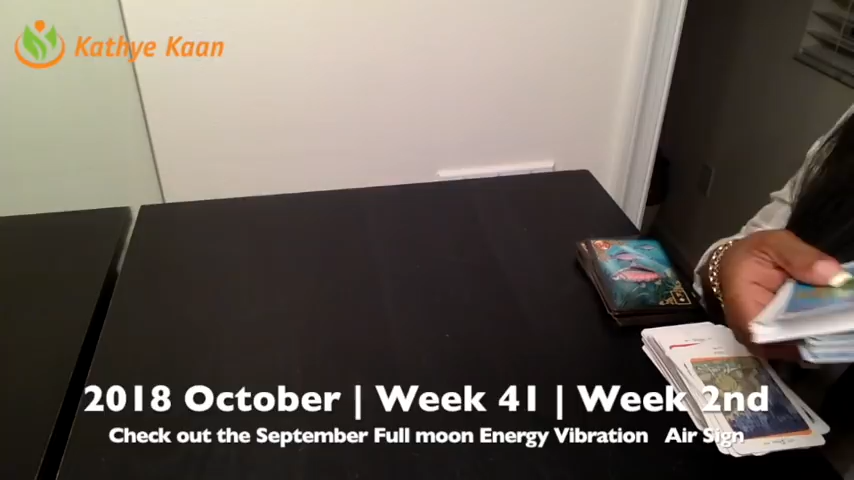 Kathye Kaan
2018 October | Week 41 | Week 2nd
Check out the September Full moon Energy Vibration Air Sign